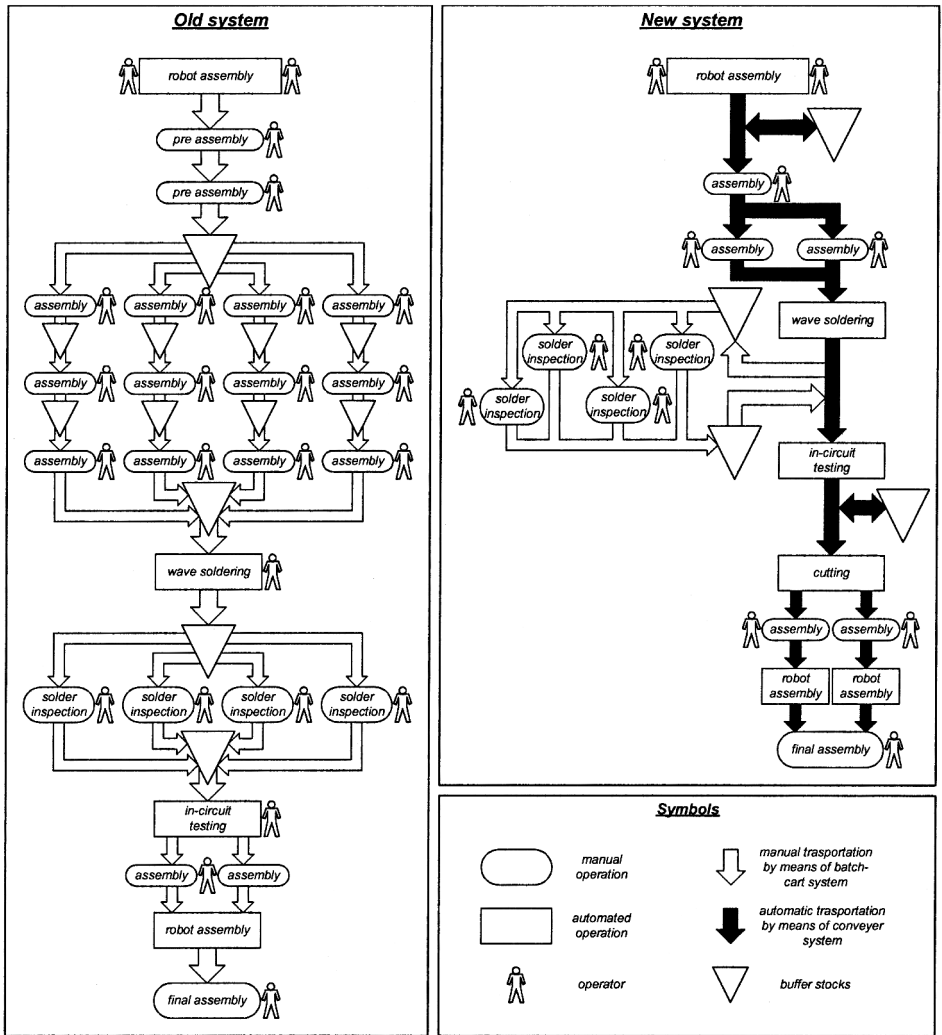 Old system
robot assembly
pre assembly
pre assembly
assembly
assembly
assembly
assembly
assembly
assembly
assembly
assembly
assembly
assembly
assembly
assembly
wave soldering
solder
inspection
solder
inspection
solder
inspection
solder
inspection
in-circuit
testing
assembly
assembly
robot assembly
final assembly
New system
robot assembly
assembly
assembly
assembly
wave soldering
solder
inspection
solder
inspection
solder
inspection
solder
inspection
in-circuit
testing
cutting
assembly
assembly
robot
assembly
robot
assembly
final assembly
Symbols
manual
operation
manual trasportation
by means of batch-
cart system
automated
operation
automatic trasportation
by means of conveyer
system
operator
buffer stocks